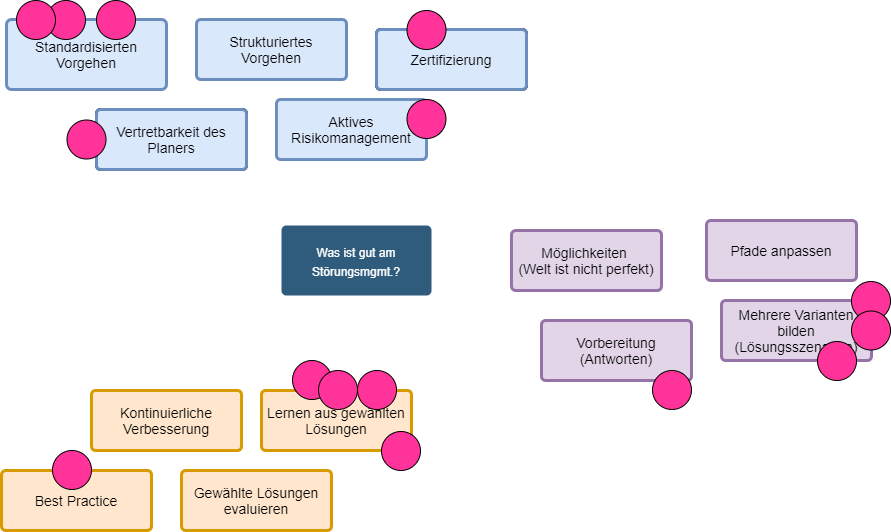 Standardisierten
Vorgehen
Strukturiertes
Vorgehen
Zertifizierung
Vertretbarkeit des
Planers
Aktives
Risikomanagement
Was ist gut am
Störungsmgmt.?
Möglichkeiten
(Welt ist nicht perfekt)
Pfade anpassen
Vorbereitung
(Antworten)
Mehrere Varianten
bilden
Kontinuierliche
Verbesserung
Lernen aus gewählten
Lösungen
Best Practice
Gewählte Lösungen
evaluieren